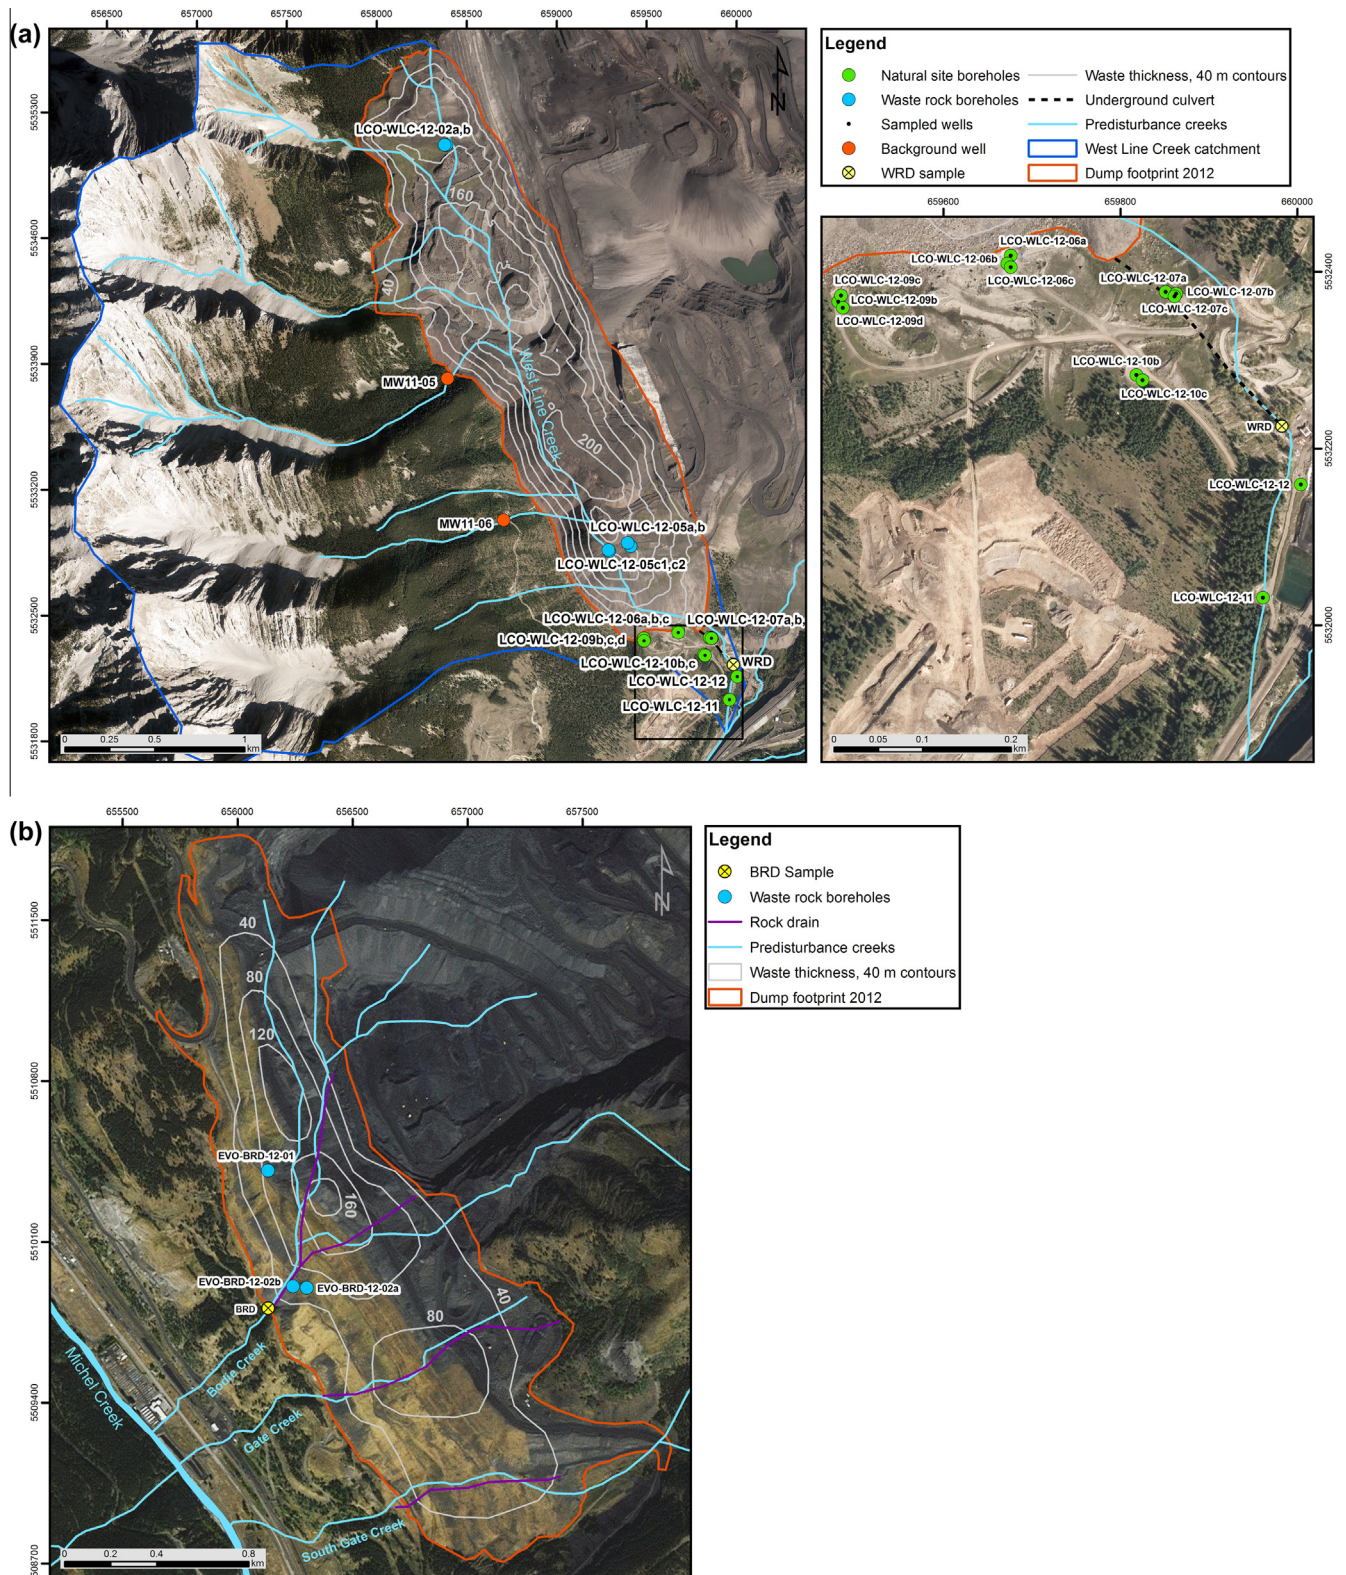 (a)
656500 657000 657500 658000 658500 659000 659500 660000
5535300
5534600
5533900
5533200
5532500
5531800
LCO-WLC-12-02a,b
160
40
MW11-05
West Line Creek
200
MW11-06
LCO-WLC-12-05a,b
LCO-WLC-12-05c1,c2
LCO-WLC-12-06a,b,c
LCO-WLC-12-07a,b,
LCO-WLC-12-09b,c,d
LCO-WLC-12-10b,c
WRD
LCO-WLC-12-12
LCO-WLC-12-11
N
0 0.25 0.5 1
km
Legend
Natural site boreholes
Waste rock boreholes
Sampled wells
Background well
WRD sample
Waste thickness, 40 m contours
Underground culvert
Predisturbance creeks
West Line Creek catchment
Dump footprint 2012
659600 659800 660000
5532400
5532200
5532000
LCO-WLC-12-06a
LCO-WLC-12-06b
LCO-WLC-12-06c
LCO-WLC-12-09c
LCO-WLC-12-09b
LCO-WLC-12-09d
LCO-WLC-12-07a
LCO-WLC-12-07b
LCO-WLC-12-07c
LCO-WLC-12-10b
LCO-WLC-12-10c
WRD
LCO-WLC-12-12
LCO-WLC-12-11
0 0.05 0.1 0.2
km
(b)
655500 656000 656500 657000 657500
5511500
5510800
5510100
5509400
508700
N
40
80
120
EVO-BRD-12-01
160
EVO-BRD-12-02b
EVO-BRD-12-02a
BRD
40
80
Michel Creek
Bodie Creek
Gate Creek
South Gate Creek
0 0.2 0.4 0.8
km
Legend
BRD Sample
Waste rock boreholes
Rock drain
Predisturbance creeks
Waste thickness, 40 m contours
Dump footprint 2012